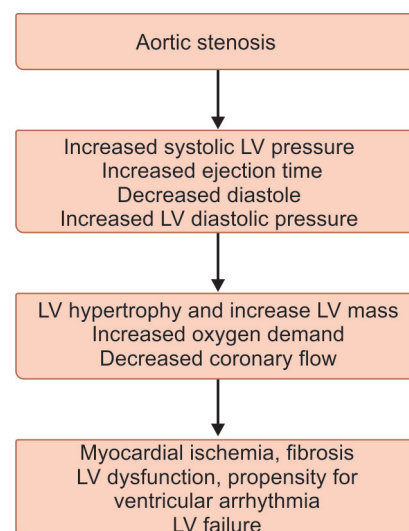 Aortic stenosis
Increased systolic LV pressure
Increased ejection time
Decreased diastole
Increased LV diastolic pressure
LV hypertrophy and increase LV mass
Increased oxygen demand
Decreased coronary flow
Myocardial ischemia, fibrosis
LV dysfunction, propensity for
ventricular arrhythmia
LV failure